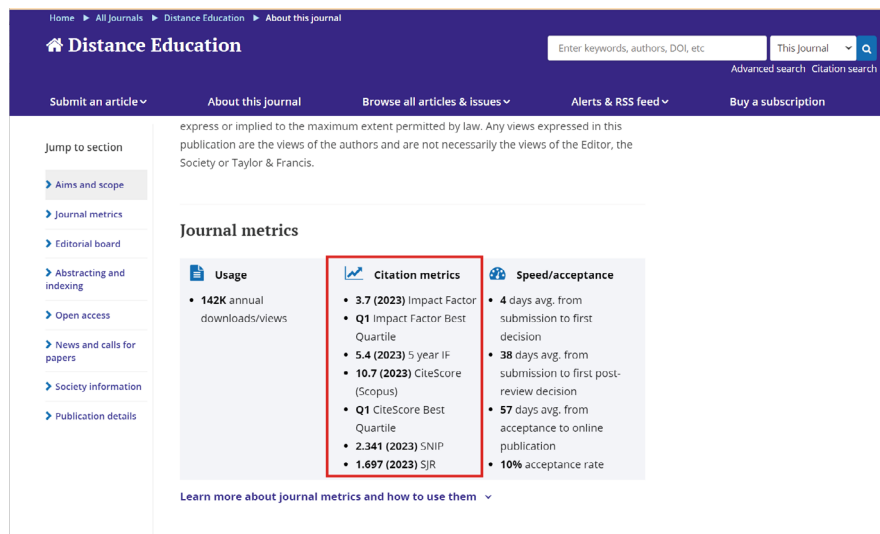 Home ▶ All Journals ▶ Distance Education ▶ About this journal
Distance Education
Enter keywords, authors, DOI, etc
This Journal
Advanced search Citation search
Submit an article
About this journal
Browse all articles & issues
Alerts & RSS feed
Buy a subscription
Jump to section
Aims and scope
Journal metrics
Editorial board
Abstracting and
indexing
Open access
News and calls for
papers
Society information
Publication details
express or implied to the maximum extent permitted by law. Any views expressed in this
publication are the views of the authors and are not necessarily the views of the Editor, the
Society or Taylor & Francis.
Journal metrics
Usage
• 142K annual
downloads/views
Citation metrics
• 3.7 (2023) Impact Factor
• Q1 Impact Factor Best
Quartile
• 5.4 (2023) 5 year IF
• 10.7 (2023) CiteScore
(Scopus)
• Q1 CiteScore Best
Quartile
• 2.341 (2023) SNIP
• 1.697 (2023) SJR
Speed/acceptance
• 4 days avg. from
submission to first
decision
• 38 days avg. from
submission to first post-
review decision
• 57 days avg. from
acceptance to online
publication
• 10% acceptance rate
Learn more about journal metrics and how to use them